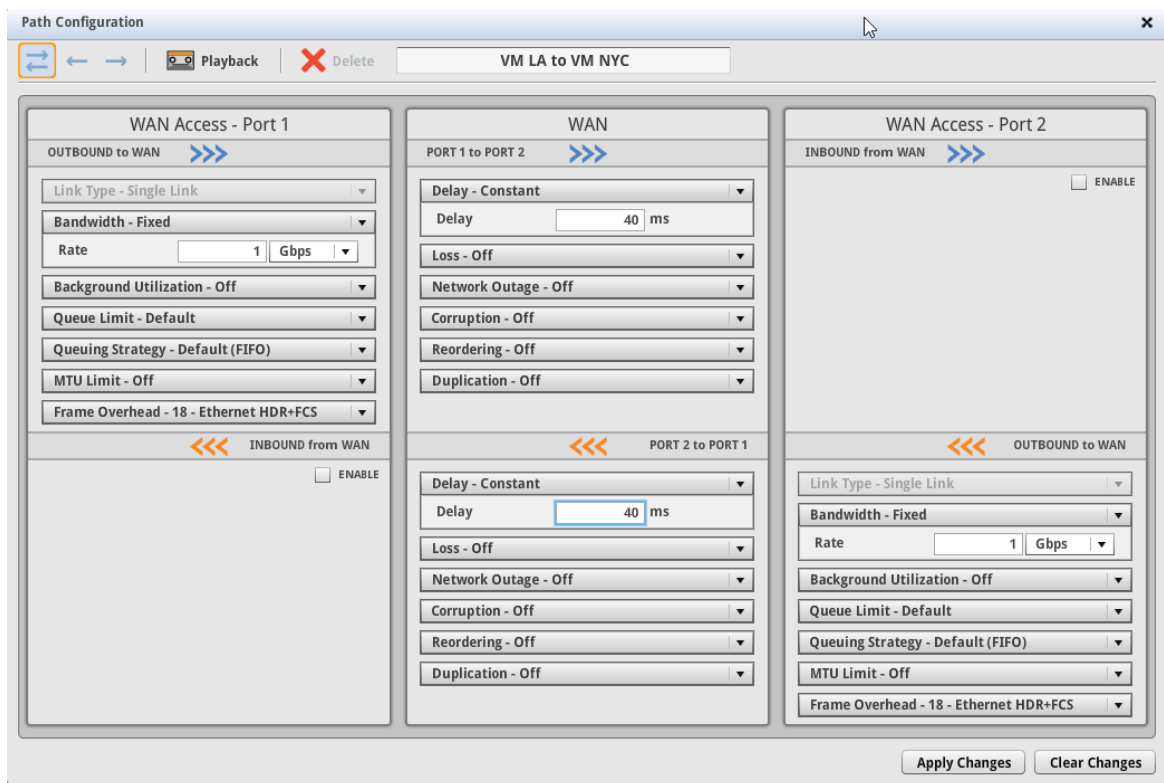 Path Configuration
Playback
Delete
VM LA to VM NYC
WAN Access - Port 1
OUTBOUND to WAN
Link Type - Single Link
Bandwidth - Fixed
Rate 1 Gbps
Background Utilization - Off
Queue Limit - Default
Queuing Strategy - Default (FIFO)
MTU Limit - Off
Frame Overhead - 18 - Ethernet HDR+FCS
INBOUND from WAN
ENABLE
WAN
PORT 1 to PORT 2
Delay - Constant
Delay 40 ms
Loss - Off
Network Outage - Off
Corruption - Off
Reordering - Off
Duplication - Off
PORT 2 to PORT 1
Delay - Constant
Delay 40 ms
Loss - Off
Network Outage - Off
Corruption - Off
Reordering - Off
Duplication - Off
WAN Access - Port 2
INBOUND from WAN
ENABLE
OUTBOUND to WAN
Link Type - Single Link
Bandwidth - Fixed
Rate 1 Gbps
Background Utilization - Off
Queue Limit - Default
Queuing Strategy - Default (FIFO)
MTU Limit - Off
Frame Overhead - 18 - Ethernet HDR+FCS
Apply Changes
Clear Changes